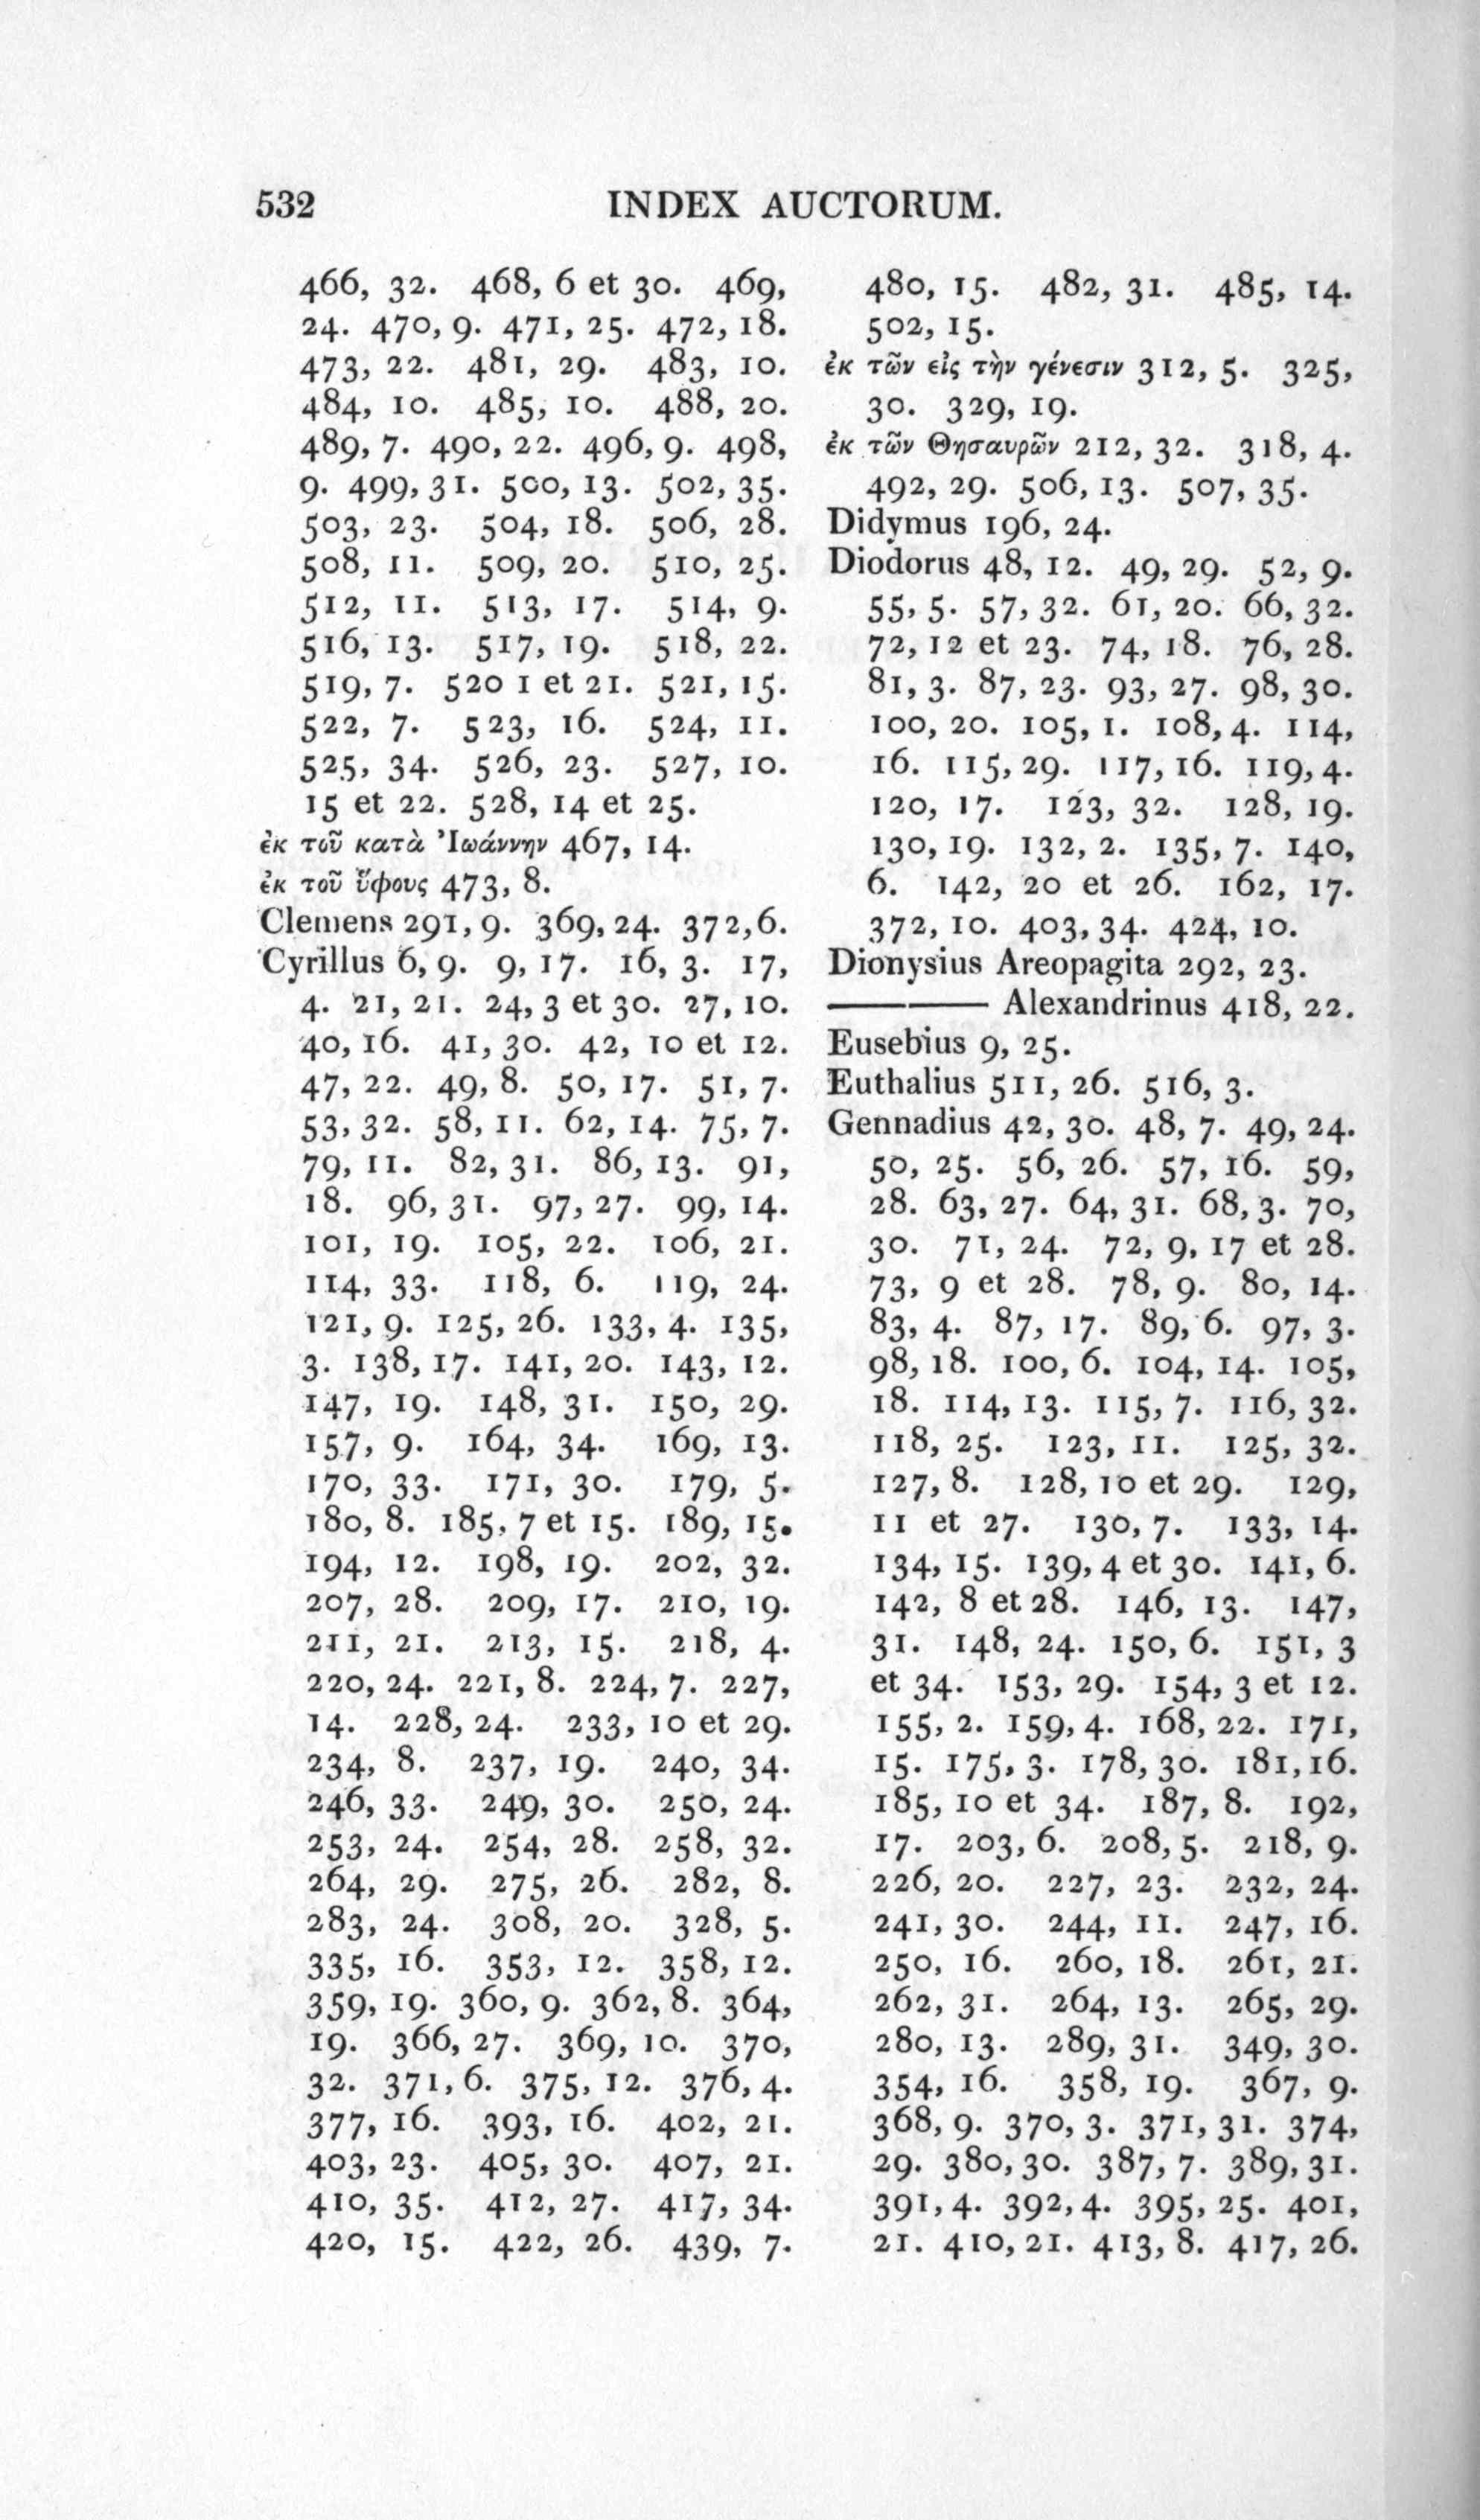 532
INDEX AUCTORUM.
466, 32. 468, 6 et 30. 469,
24. 470, 9. 471, 25. 472, 18.
473, 22. 481, 29. 483, 10.
484, 10. 485, 10. 488, 20.
489, 7. 490, 22. 496, 9. 498,
9. 499, 31. 500, 13. 502, 35.
503, 23. 504, 18. 506, 28.
508, 11. 509, 20. 510, 25.
512, 11. 513, 17. 514, 9.
516, 13. 517, 19. 518, 22.
519, 7. 520 1 et 21. 521, 15.
522, 7. 523, 16. 524, 11.
525, 34. 526, 23. 527, 10.
15 et 22. 528, 14 et 25.
ἐκ τοῦ κατὰ Ἰωάννην 467, 14.
ἐκ τοῦ ὕφους 473, 8.
Clemens 291, 9. 369, 24. 372, 6.
Cyrillus 6, 9. 9, 17. 16, 3. 17,
4. 21, 21. 24, 3 et 30. 27, 10.
40, 16. 41, 30. 42, 10 et 12.
47, 22. 49, 8. 50, 17. 51, 7.
53, 32. 58, 11. 62, 14. 75, 7.
79, 11. 82, 31. 86, 13. 91,
18. 96, 31. 97, 27. 99, 14.
101, 19. 105, 22. 106, 21.
114, 33. 118, 6. 119, 24.
121, 9. 125, 26. 133, 4. 135,
3. 138, 17. 141, 20. 143, 12.
147, 19. 148, 31. 150, 29.
157, 9. 164, 34. 169, 13.
170, 33. 171, 30. 179, 5.
180, 8. 185, 7 et 15. 189, 15.
194, 12. 198, 19. 202, 32.
207, 28. 209, 17. 210, 19.
211, 21. 213, 15. 218, 4.
220, 24. 221, 8. 224, 7. 227,
14. 228, 24. 233, 10 et 29.
234, 8. 237, 19. 240, 34.
246, 33. 249, 30. 250, 24.
253, 24. 254, 28. 258, 32.
264, 29. 275, 26. 282, 8.
283, 24. 308, 20. 328, 5.
335, 16. 353, 12. 358, 12.
359, 19. 360, 9. 362, 8. 364,
19. 366, 27. 369, 10. 370,
32. 371, 6. 375, 12. 376, 4.
377, 16. 393, 16. 402, 21.
403, 23. 405, 30. 407, 21.
410, 35. 412, 27. 417, 34.
420, 15. 422, 26. 439, 7.
480, 15. 482, 31. 485, 14.
502, 15.
ἐκ τῶν εἰς τὴν γένεσιν 312, 5. 325,
30. 329, 19.
ἐκ τῶν Θησαυρῶν 212, 32. 318, 4.
492, 29. 506, 13. 507, 35.
Didymus 196, 24.
Diodorus 48, 12. 49, 29. 52, 9.
55, 5. 57, 32. 61, 20. 66, 32.
72, 12 et 23. 74, 18. 76, 28.
81, 3. 87, 23. 93, 27. 98, 30.
100, 20. 105, 1. 108, 4. 114,
16. 115, 29. 117, 16. 119, 4.
120, 17. 123, 32. 128, 19.
130, 19. 132, 2. 135, 7. 140,
6. 142, 20 et 26. 162, 17.
372, 10. 403, 34. 424, 10.
Dionysius Areopagita 292, 23.
——— Alexandrinus 418, 22.
Eusebius 9, 25.
Euthalius 511, 26. 516, 3.
Gennadius 42, 30. 48, 7. 49, 24.
50, 25. 56, 26. 57, 16. 59,
28. 63, 27. 64, 31. 68, 3. 70,
30. 71, 24. 72, 9, 17 et 28.
73, 9 et 28. 78, 9. 80, 14.
83, 4. 87, 17. 89, 6. 97, 3.
98, 18. 100, 6. 104, 14. 105,
18. 114, 13. 115, 7. 116, 32.
118, 25. 123, 11. 125, 32.
127, 8. 128, 10 et 29. 129,
11 et 27. 130, 7. 133, 14.
134, 15. 139, 4 et 30. 141, 6.
142, 8 et 28. 146, 13. 147,
31. 148, 24. 150, 6. 151, 3
et 34. 153, 29. 154, 3 et 12.
155, 2. 159, 4. 168, 22. 171,
15. 175, 3. 178, 30. 181, 16.
185, 10 et 34. 187, 8. 192,
17. 203, 6. 208, 5. 218, 9.
226, 20. 227, 23. 232, 24.
241, 30. 244, 11. 247, 16.
250, 16. 260, 18. 261, 21.
262, 31. 264, 13. 265, 29.
280, 13. 289, 31. 349, 30.
354, 16. 358, 19. 367, 9.
368, 9. 370, 3. 371, 31. 374,
29. 380, 30. 387, 7. 389, 31.
391, 4. 392, 4. 395, 25. 401,
21. 410, 21. 413, 8. 417, 26.